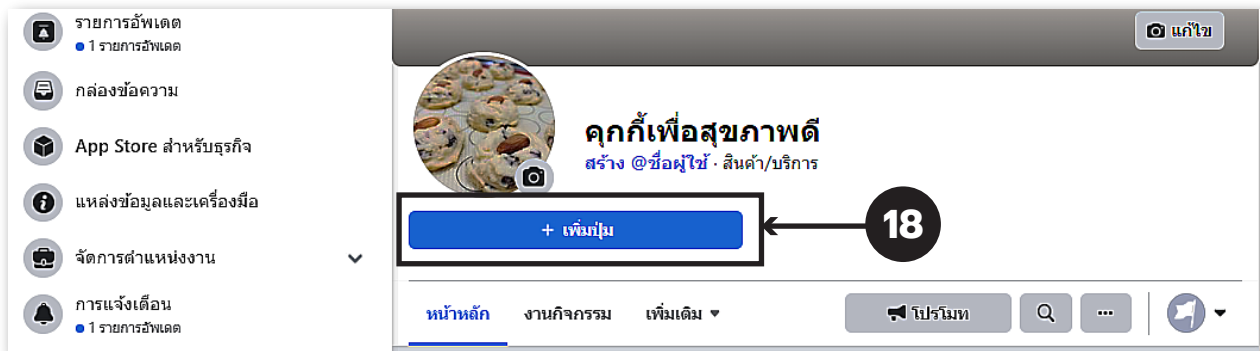 รายการอัพเดต
1 รายการอัพเดต
กล่องข้อความ
App Store สำหรับธุรกิจ
แหล่งข้อมูลและเครื่องมือ
จัดการตำแหน่งงาน
การแจ้งเตือน
1 รายการอัพเดต
แก้ไข
คุกกี้เพื่อสุขภาพดี
สร้าง @ชื่อผู้ใช้ · สินค้า/บริการ
+ เพิ่มปุ่ม
18
หน้าหลัก งานกิจกรรม เพิ่มเติม โปรโมท ...